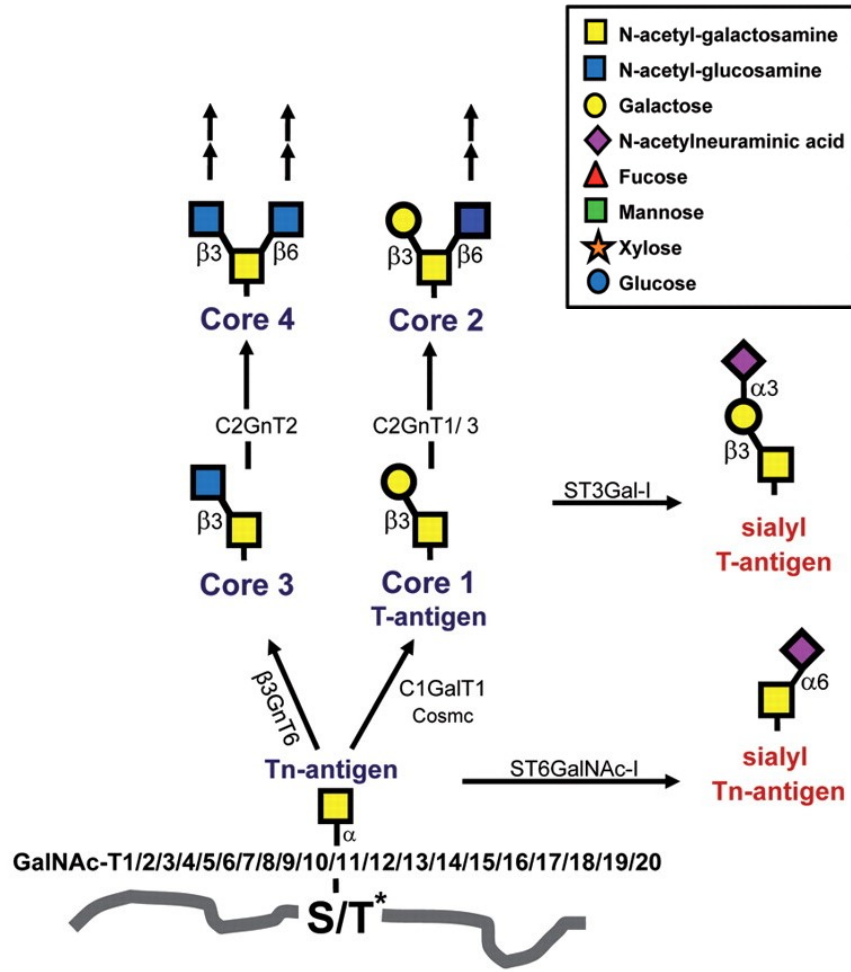 N-acetyl-galactosamine
N-acetyl-glucosamine
Galactose
N-acetylneuraminic acid
Fucose
Mannose
Xylose
Glucose
β3 β6
Core 4
β3 β6
Core 2
C2GnT2
C2GnT1/ 3
β3
Core 3
β3
Core 1
T-antigen
ST3Gal-I
α3
β3
sialyl
T-antigen
β3GnT6
C1GalT1
Cosmc
Tn-antigen
α
ST6GalNAc-I
α6
sialyl
Tn-antigen
GalNAc-T1/2/3/4/5/6/7/8/9/10/11/12/13/14/15/16/17/18/19/20
S/T*